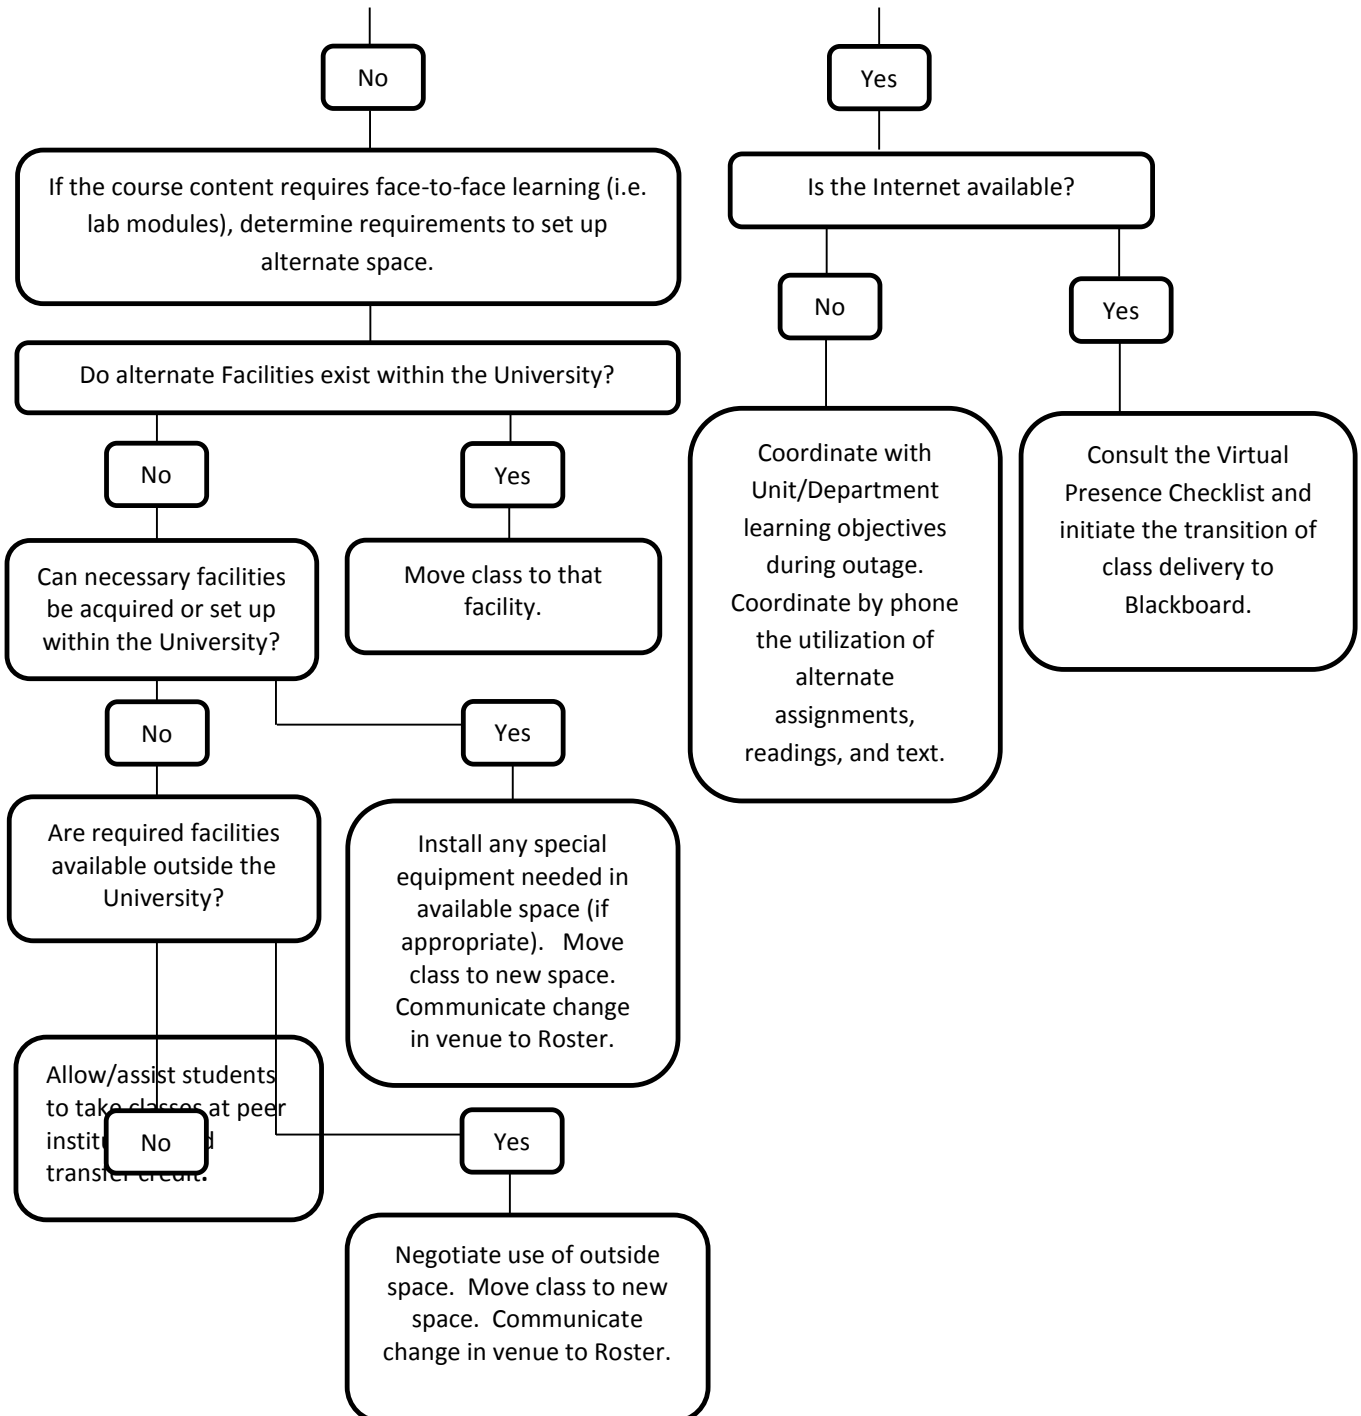 No
If the course content requires face-to-face learning (i.e.
lab modules), determine requirements to set up
alternate space.
Do alternate Facilities exist within the University?
No
Yes
Can necessary facilities
be acquired or set up
within the University?
Move class to that
facility.
No
Yes
Are required facilities
available outside the
University?
Install any special
equipment needed in
available space (if
appropriate).   Move
class to new space.
Communicate change
in venue to Roster.
Allow/assist students
to take classes at peer
transfer credit.
No
Yes
Negotiate use of outside
space.  Move class to new
space.  Communicate
change in venue to Roster.
Yes
Is the Internet available?
No
Yes
Coordinate with
Unit/Department
learning objectives
during outage.
Coordinate by phone
the utilization of
alternate
assignments,
readings, and text.
Consult the Virtual
Presence Checklist and
initiate the transition of
class delivery to
Blackboard.